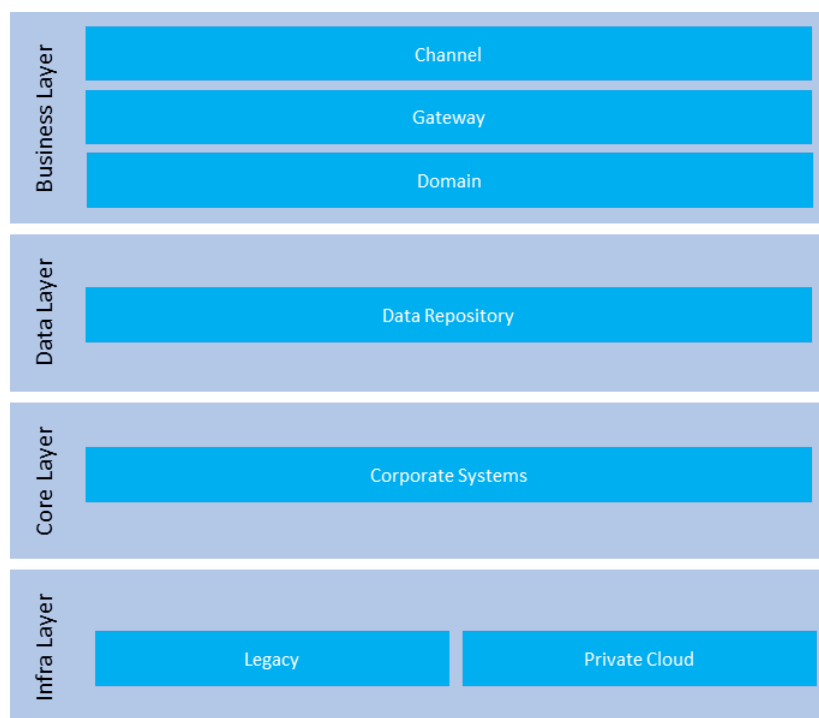 Business Layer
Channel
Gateway
Domain
Data Layer
Data Repository
Core Layer
Corporate Systems
Infra Layer
Legacy
Private Cloud